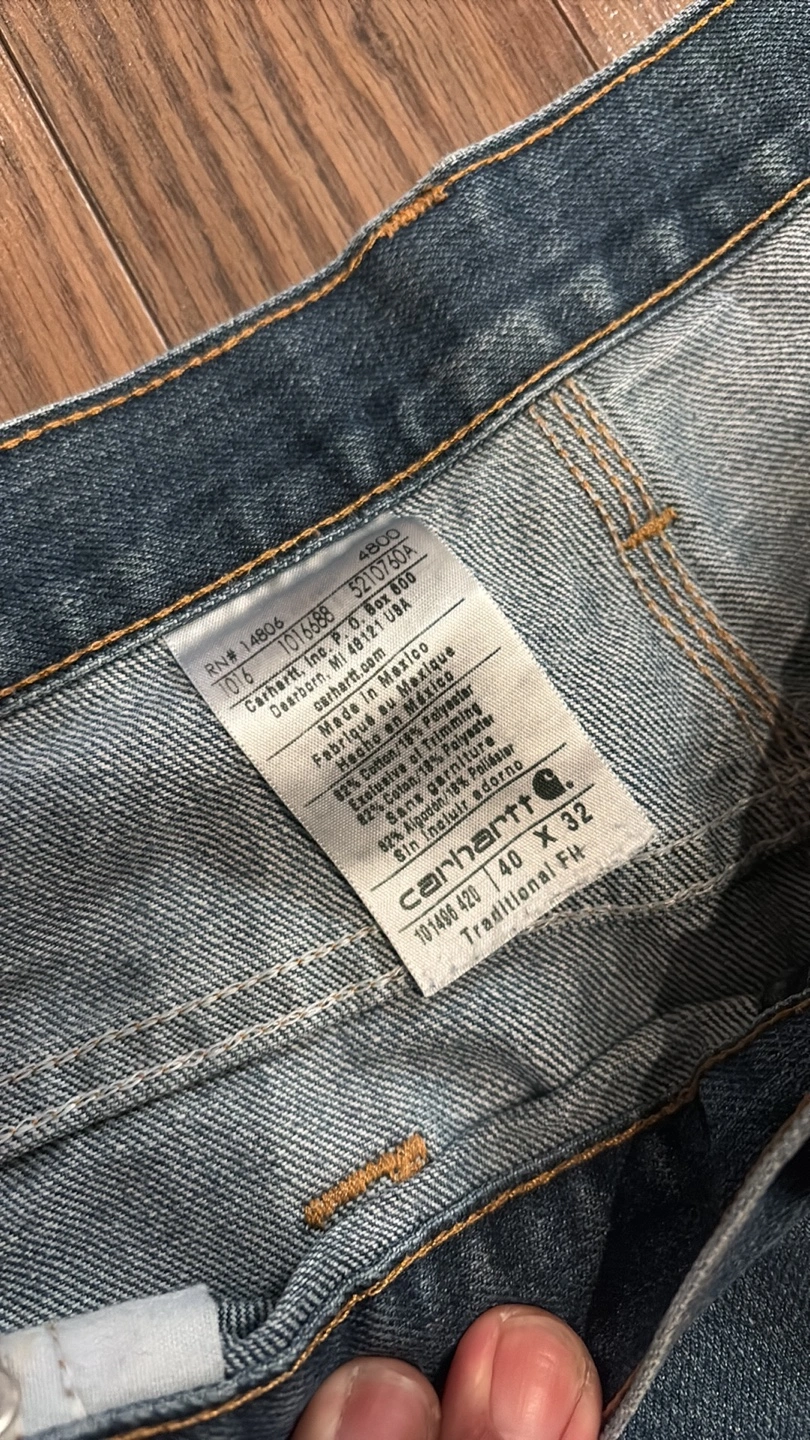 4800
RN# 14806
1016 1016688 5210760A
Carhartt, Inc, P. O. Box 600
Dearborn, MI 48121 USA
carhartt.com
Made in Mexico
Fabriqué au Mexique
Hecho en México
82% Cotton/18% Polyester
Exclusive of Trimming
82% Coton/18% Polyester
Sans garniture
82% Algodón/18% Poliéster
Sin incluir adorno
carhartt
101496 420 | 40 X 32
Traditional Fit